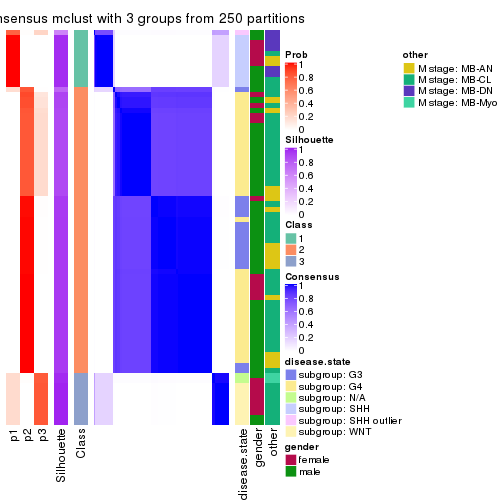 nsensus mclust with 3 groups from 250 partitions
Prob
1
0.8
0.6
0.4
0.2
0
Silhouette
1
0.8
0.6
0.4
0.2
0
Class
1
2
3
Consensus
1
0.8
0.6
0.4
0.2
0
disease.state
subgroup: G3
subgroup: G4
subgroup: N/A
subgroup: SHH
subgroup: SHH outlier
subgroup: WNT
gender
female
male
other
M stage: MB-AN
M stage: MB-CL
M stage: MB-DN
M stage: MB-Myo
p1
p2
p3
Silhouette
Class
disease.state
gender
other